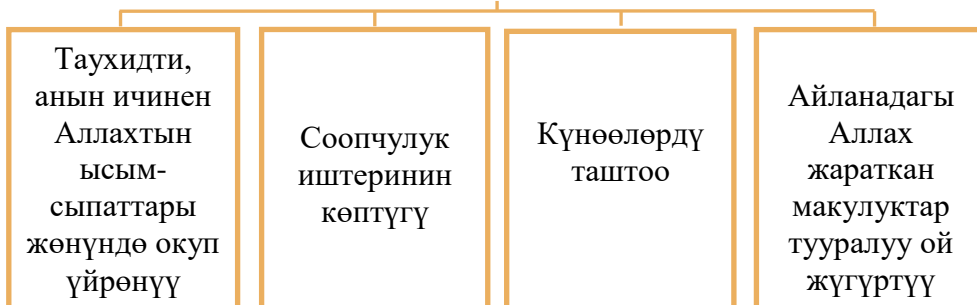 Таухидти,
анын ичинен
Аллахтын
ысым-
сыпаттары
жөнүндө окуп
үйрөнүү
Соопчулук
иштеринин
көптүгү
Күнөөлөрдү
таштоо
Айланадагы
Аллах
жараткан
макулуктар
тууралуу ой
жүгүртүү